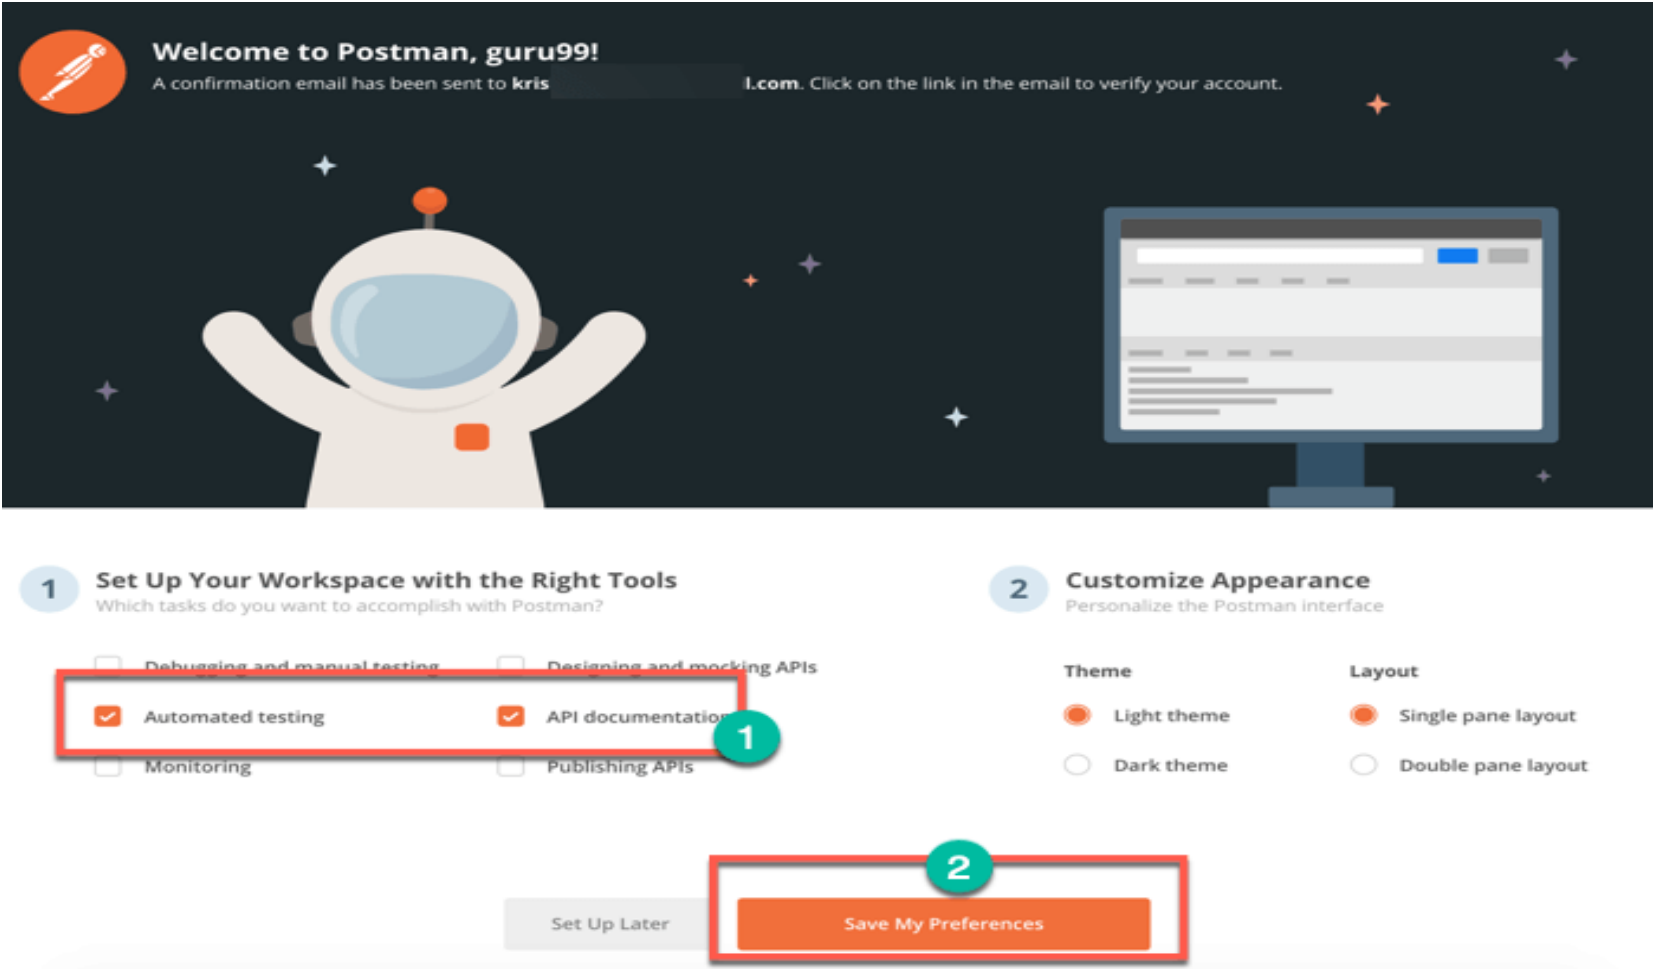 Welcome to Postman, guru99!
A confirmation email has been sent to kris l.com. Click on the link in the email to verify your account.
1 Set Up Your Workspace with the Right Tools
Which tasks do you want to accomplish with Postman?
Debugging and manual testing Designing and mocking APIs
Automated testing API documentation
1
Monitoring Publishing APIs
2 Customize Appearance
Personalize the Postman interface
Theme Layout
Light theme Single pane layout
Dark theme Double pane layout
2
Set Up Later Save My Preferences